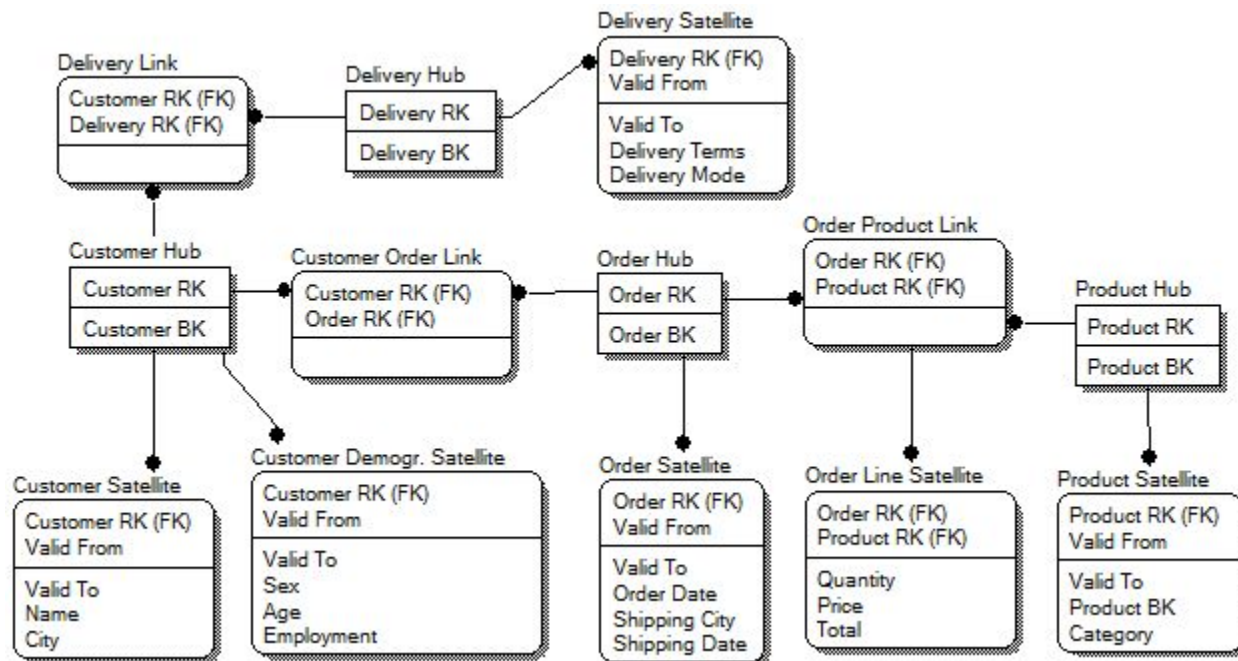 Delivery Satellite
Delivery RK (FK)
Valid From
Valid To
Delivery Terms
Delivery Mode
Delivery Link
Customer RK (FK)
Delivery RK (FK)
Delivery Hub
Delivery RK
Delivery BK
Customer Hub
Customer RK
Customer BK
Customer Order Link
Customer RK (FK)
Order RK (FK)
Order Hub
Order RK
Order BK
Order Product Link
Order RK (FK)
Product RK (FK)
Product Hub
Product RK
Product BK
Customer Satellite
Customer RK (FK)
Valid From
Valid To
Name
City
Customer Demogr. Satellite
Customer RK (FK)
Valid From
Valid To
Sex
Age
Employment
Order Satellite
Order RK (FK)
Valid From
Valid To
Order Date
Shipping City
Shipping Date
Order Line Satellite
Order RK (FK)
Product RK (FK)
Quantity
Price
Total
Product Satellite
Product RK (FK)
Valid From
Valid To
Product BK
Category